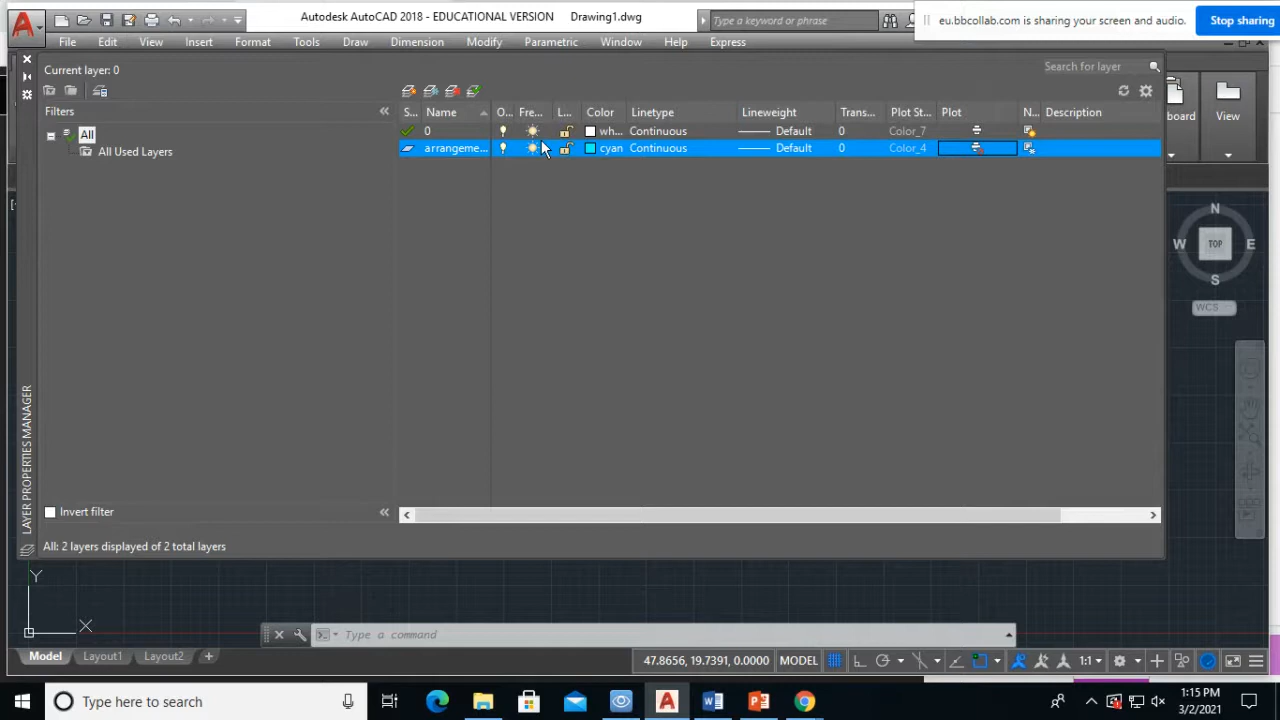 Autodesk AutoCAD 2018 - EDUCATIONAL VERSION Drawing1.dwg
Type a keyword or phrase
eu.bbcollab.com is sharing your screen and audio.
Stop sharing
File Edit View Insert Format Tools Draw Dimension Modify Parametric Window Help Express
Current layer: 0
Search for layer
Filters
S... Name O... Fre... L... Color Linetype Lineweight Trans... Plot St... Plot N... Description
All
0 wh... Continuous Default 0 Color_7
All Used Layers
arrangeme... cyan Continuous Default 0 Color_4
View
N
W TOP E
S
WCS
LAYER PROPERTIES MANAGER
Invert filter
All: 2 layers displayed of 2 total layers
Y
X
Type a command
Model Layout1 Layout2 +
47.8656, 19.7391, 0.0000 MODEL 1:1
Type here to search
1:15 PM
3/2/2021